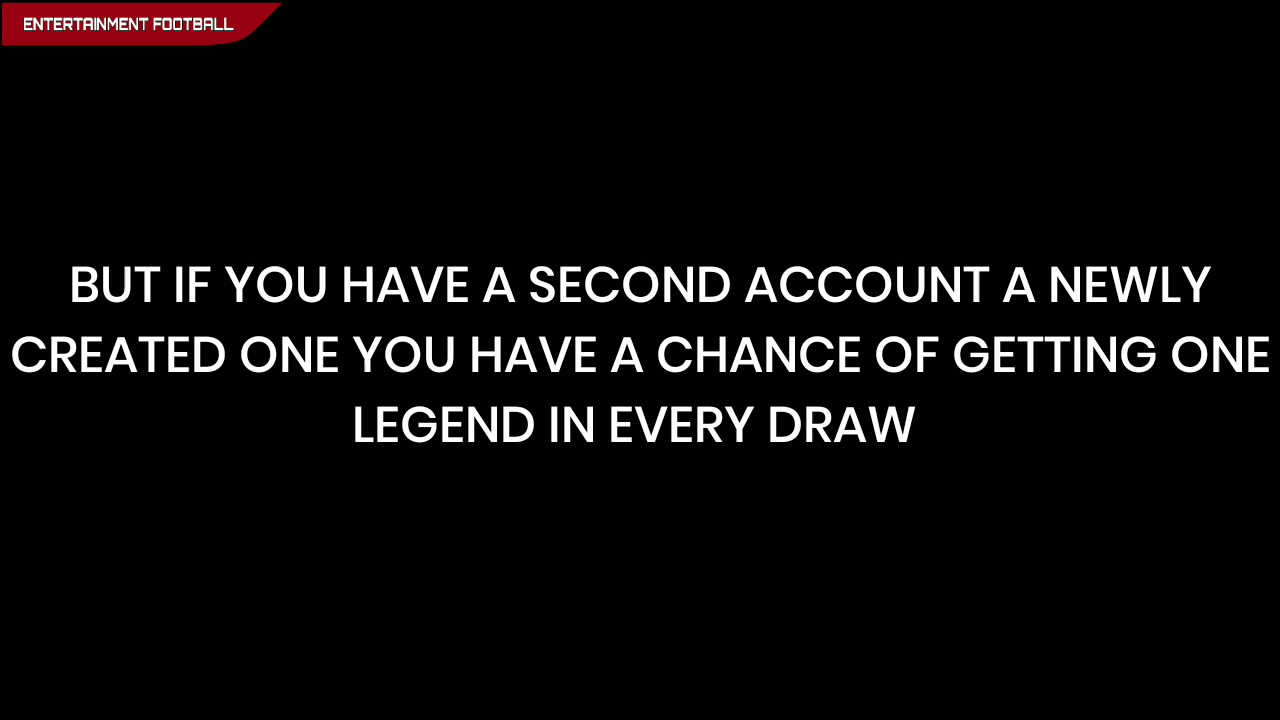 ENTERTAINMENT FOOTBALL
BUT IF YOU HAVE A SECOND ACCOUNT A NEWLY
CREATED ONE YOU HAVE A CHANCE OF GETTING ONE
LEGEND IN EVERY DRAW